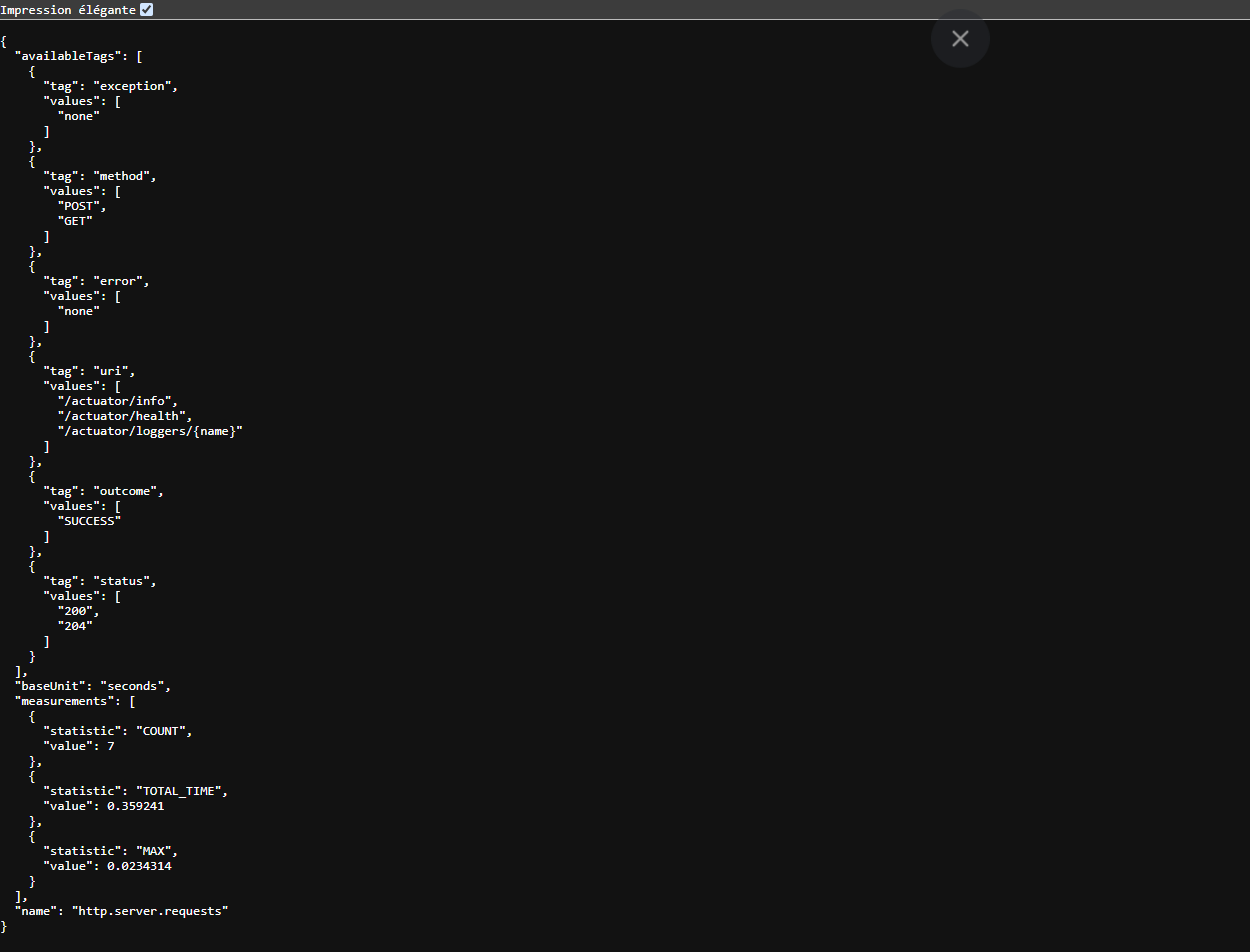 Impression élégante
{
  "availableTags": [
    {
      "tag": "exception",
      "values": [
        "none"
      ]
    },
    {
      "tag": "method",
      "values": [
        "POST",
        "GET"
      ]
    },
    {
      "tag": "error",
      "values": [
        "none"
      ]
    },
    {
      "tag": "uri",
      "values": [
        "/actuator/info",
        "/actuator/health",
        "/actuator/loggers/{name}"
      ]
    },
    {
      "tag": "outcome",
      "values": [
        "SUCCESS"
      ]
    },
    {
      "tag": "status",
      "values": [
        "200",
        "204"
      ]
    }
  ],
  "baseUnit": "seconds",
  "measurements": [
    {
      "statistic": "COUNT",
      "value": 7
    },
    {
      "statistic": "TOTAL_TIME",
      "value": 0.359241
    },
    {
      "statistic": "MAX",
      "value": 0.0234314
    }
  ],
  "name": "http.server.requests"
}